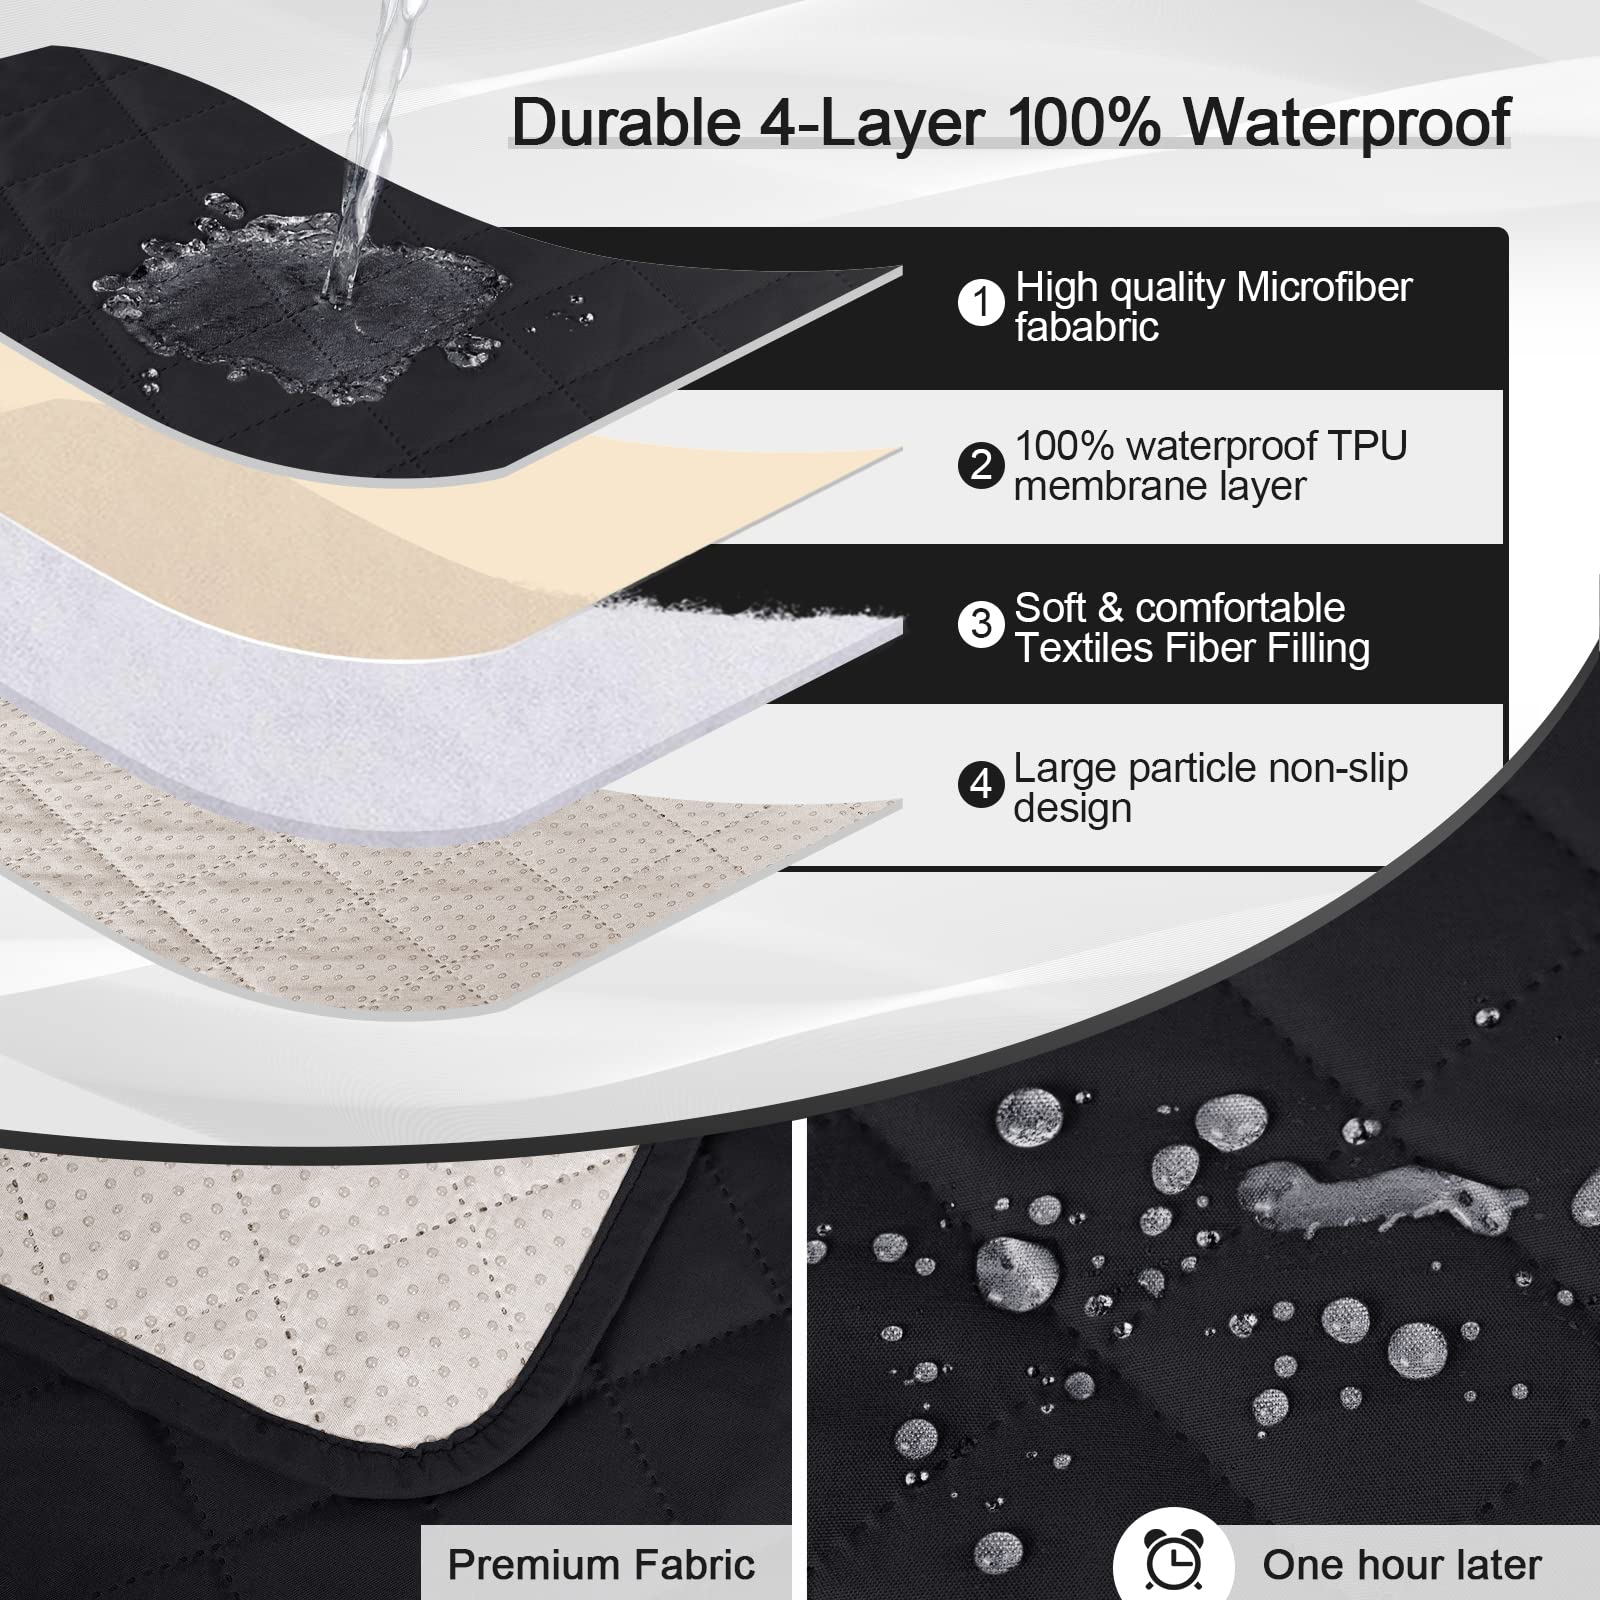 Durable 4-Layer 100% Waterproof
1 High quality Microfiber
fababric
2 100% waterproof TPU
membrane layer
3 Soft & comfortable
Textiles Fiber Filling
4 Large particle non-slip
design
Premium Fabric
One hour later